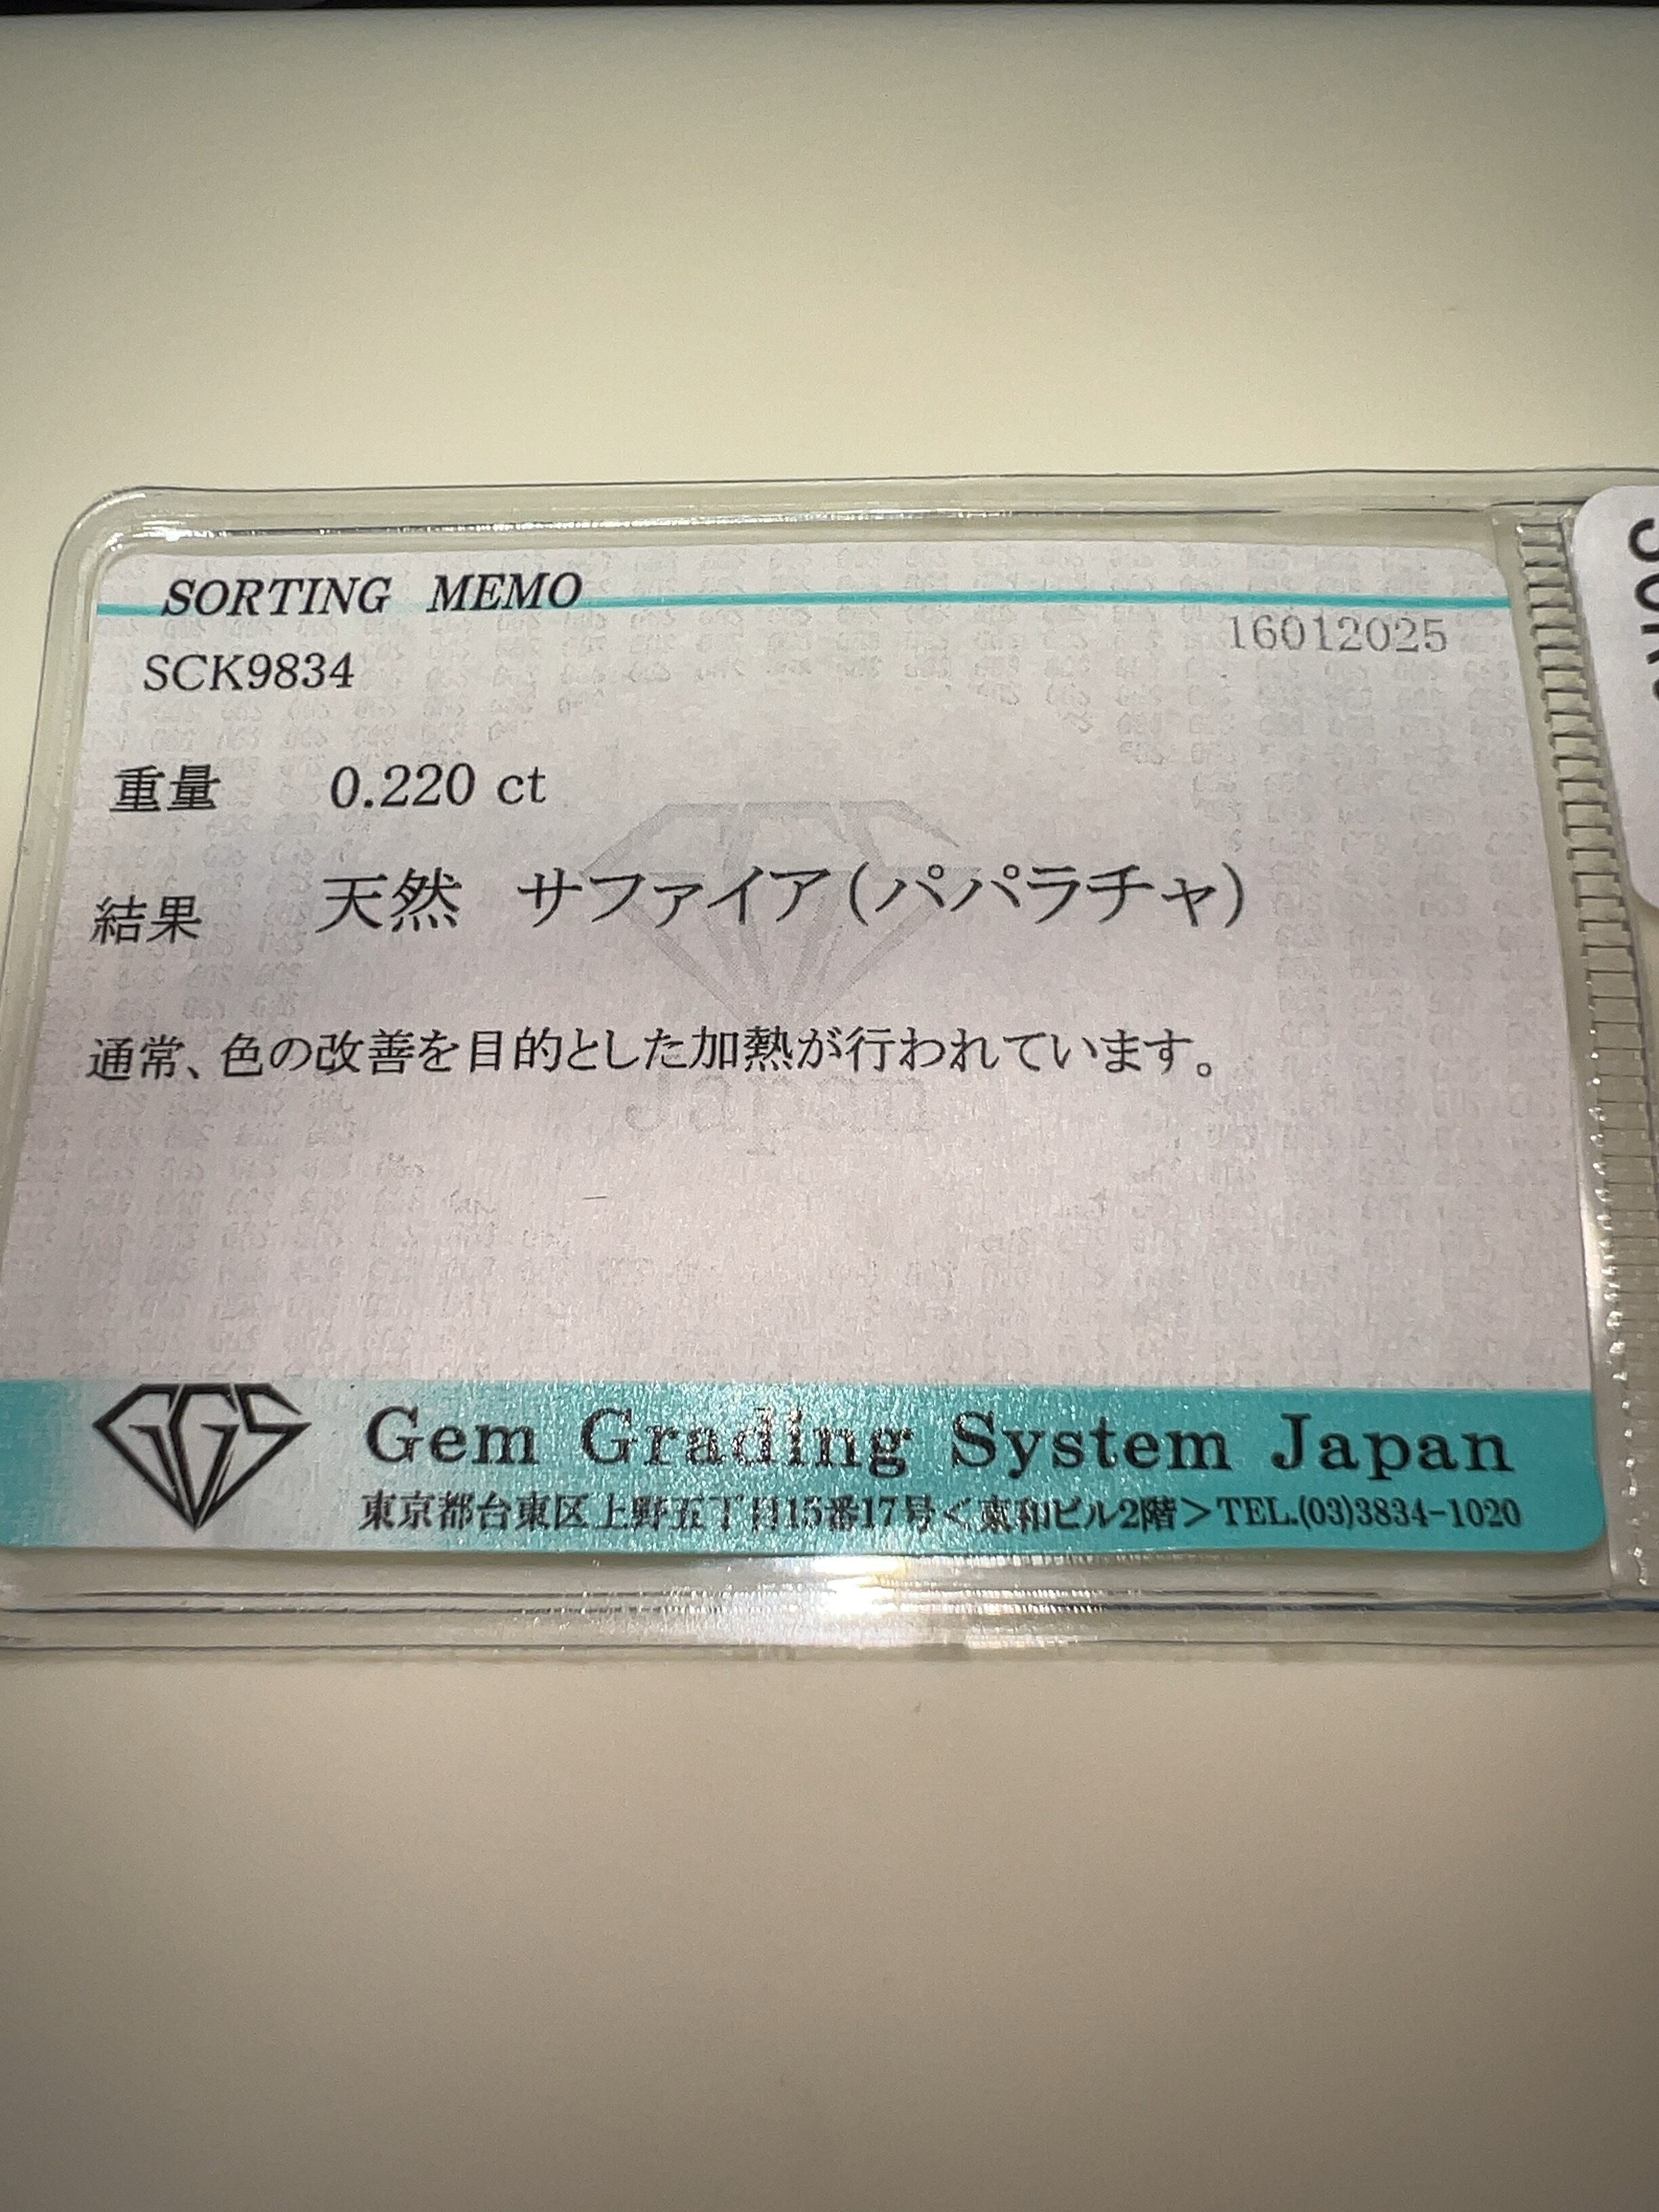 SORTING MEMO
16012025
SCK9834
重量 0.220 ct
結果 天然 サファイア(パパラチャ)
通常、色の改善を目的とした加熱が行われています。
Japan
GGS Gem Grading System Japan
東京都台東区上野五丁目15番17号<東和ビル2階>TEL.(03)3834-1020